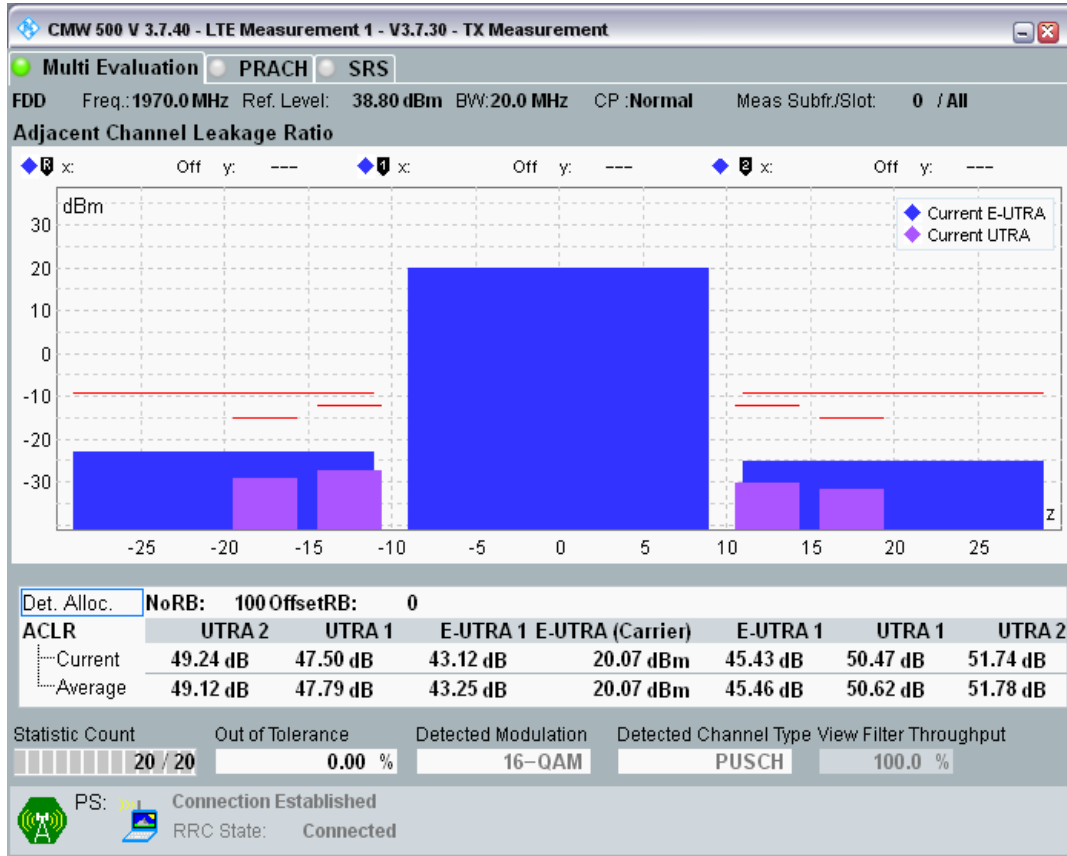 CMW 500 V 3.7.40 - LTE Measurement 1 - V3.7.30 - TX Measurement
Multi Evaluation PRACH SRS
FDD Freq.: 1970.0 MHz Ref. Level: 38.80 dBm BW: 20.0 MHz CP : Normal Meas Subfr./Slot: 0 / All
Adjacent Channel Leakage Ratio
R x: Off y: --- 1 x: Off y: --- 2 x: Off y: ---
dBm
Current E-UTRA
Current UTRA
30
20
10
0
-10
-20
-30
z
-25 -20 -15 -10 -5 0 5 10 15 20 25
Det. Alloc. NoRB: 100 OffsetRB: 0
ACLR UTRA 2 UTRA 1 E-UTRA 1 E-UTRA (Carrier) E-UTRA 1 UTRA 1 UTRA 2
Current 49.24 dB 47.50 dB 43.12 dB 20.07 dBm 45.43 dB 50.47 dB 51.74 dB
Average 49.12 dB 47.79 dB 43.25 dB 20.07 dBm 45.46 dB 50.62 dB 51.78 dB
Statistic Count Out of Tolerance Detected Modulation Detected Channel Type View Filter Throughput
20 / 20 0.00 % 16-QAM PUSCH 100.0 %
PS: Connection Established
RRC State: Connected